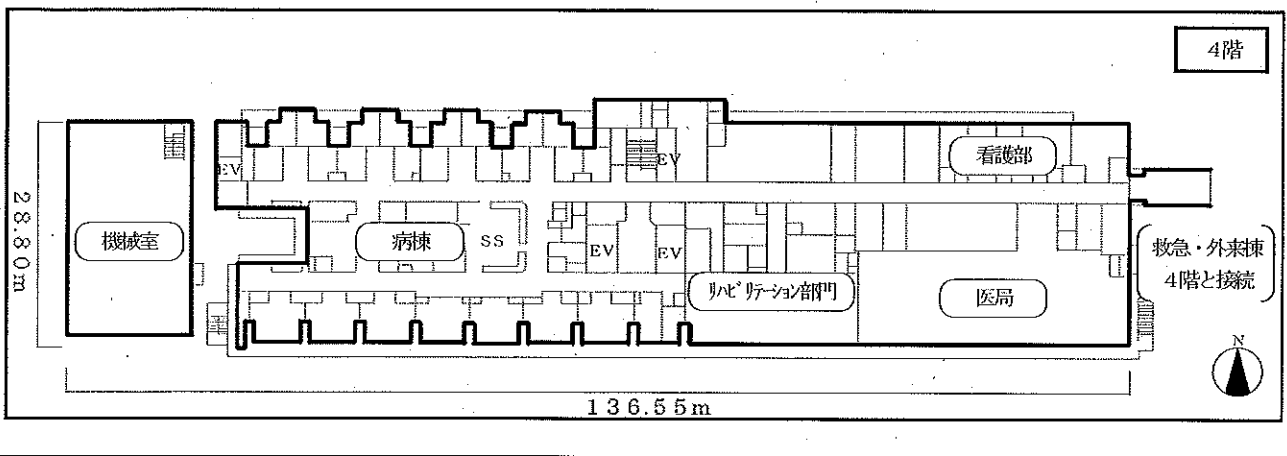 4階
看護部
EV
EV
28.80m
機械室
病棟
SS
EV
EV
リハビリテーション部門
医局
救急・外来棟
4階と接続
N
136.55m